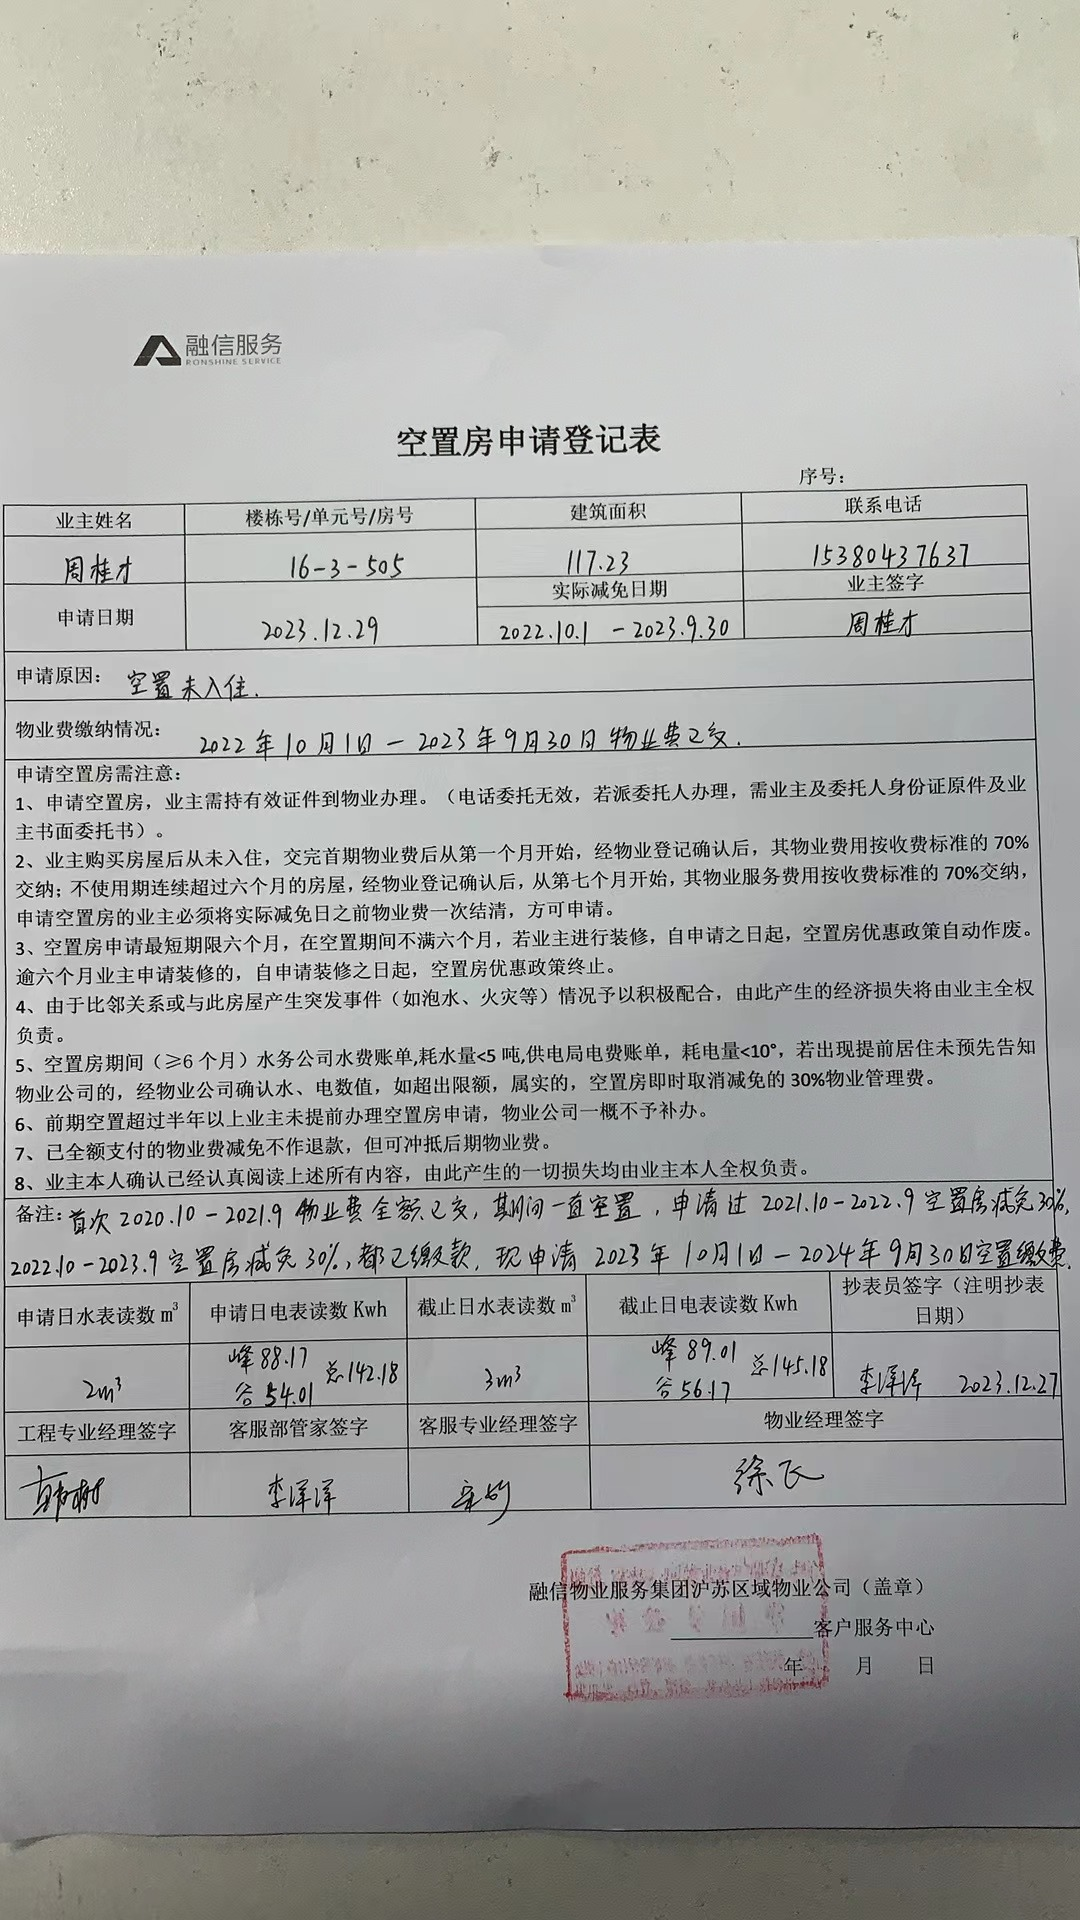 融信服务
RONSHINE SERVICE
空置房申请登记表
序号：
业主姓名 楼栋号/单元号/房号 建筑面积 联系电话
周桂才 16-3-505 117.23 15380437637
申请日期 2023.12.29 实际减免日期 业主签字
2022.10.1 -2023.9.30 周桂才
申请原因： 空置未入住.
物业费缴纳情况： 2022年10月1日-2023年9月30日物业费已交.
申请空置房需注意：
1、申请空置房，业主需持有效证件到物业办理。（电话委托无效，若派委托人办理，需业主及委托人身份证原件及业
主书面委托书）。
2、业主购买房屋后从未入住，交完首期物业费后从第一个月开始，经物业登记确认后，其物业费用按收费标准的 70%
交纳；不使用期连续超过六个月的房屋，经物业登记确认后，从第七个月开始，其物业服务费用按收费标准的 70%交纳，
申请空置房的业主必须将实际减免日之前物业费一次结清，方可申请。
3、空置房申请最短期限六个月，在空置期间不满六个月，若业主进行装修，自申请之日起，空置房优惠政策自动作废。
逾六个月业主申请装修的，自申请装修之日起，空置房优惠政策终止。
4、由于比邻关系或与此房屋产生突发事件（如泡水、火灾等）情况予以积极配合，由此产生的经济损失将由业主全权
负责。
5、空置房期间（≥6 个月）水务公司水费账单,耗水量<5 吨,供电局电费账单，耗电量<10°，若出现提前居住未预先告知
物业公司的，经物业公司确认水、电数值，如超出限额，属实的，空置房即时取消减免的 30%物业管理费。
6、前期空置超过半年以上业主未提前办理空置房申请，物业公司一概不予补办。
7、已全额支付的物业费减免不作退款，但可冲抵后期物业费。
8、业主本人确认已经认真阅读上述所有内容，由此产生的一切损失均由业主本人全权负责。
备注：首次2020.10-2021.9物业费全额已交，期间一直空置，申请过2021.10-2022.9空置房减免30%,
2022.10-2023.9空置房减免30%,都已缴款，现申请2023年10月1日-2024年9月30日空置缴费.
申请日水表读数 m³ 申请日电表读数 Kwh 截止日水表读数 m³ 截止日电表读数 Kwh 抄表员签字（注明抄表
日期）
2m³ 峰88.17 总142.18 3m³ 峰89.01 总145.18 李洋洋 2023.12.27
谷54.01 谷56.17
工程专业经理签字 客服部管家签字 客服专业经理签字 物业经理签字
李洋洋 徐飞
融信物业服务集团沪苏区域物业公司（盖章）
客户服务中心
年 月 日